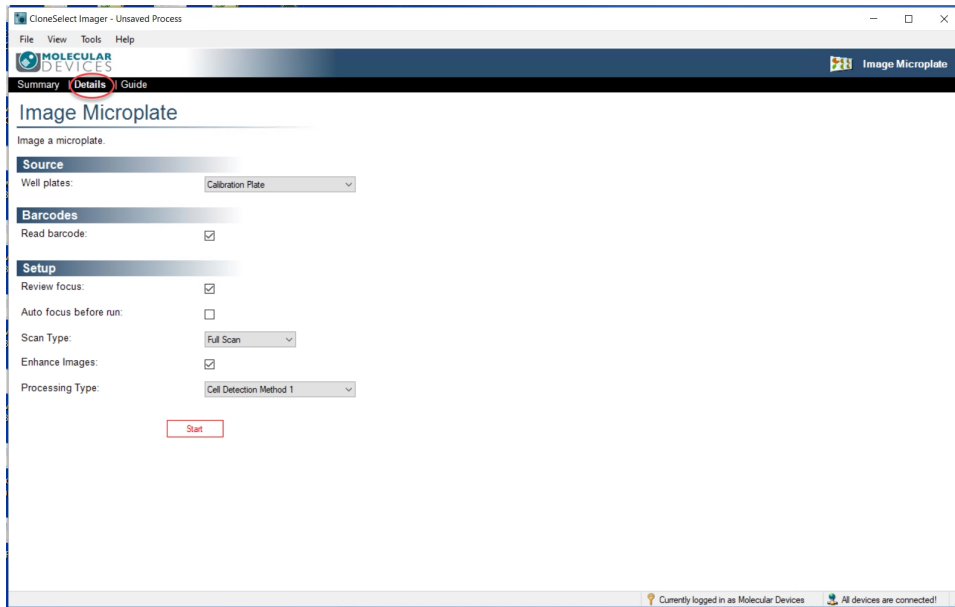 CloneSelect Imager - Unsaved Process
File View Tools Help
MOLECULAR
DEVICES
Image Microplate
Summary | Details | Guide
Image Microplate
Image a microplate.
Source
Well plates: Calibration Plate
Barcodes
Read barcode:
Setup
Review focus:
Auto focus before run:
Scan Type: Full Scan
Enhance Images:
Processing Type: Cell Detection Method 1
Start
Currently logged in as Molecular Devices All devices are connected!